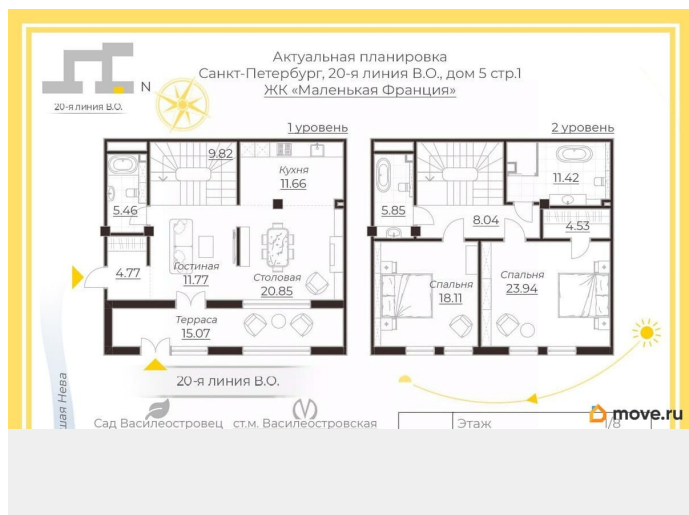 Актуальная планировка
Санкт-Петербург, 20-я линия В.О., дом 5 стр.1
ЖК «Маленькая Франция»
N
20-я линия В.О.
1 уровень
2 уровень
9.82
Кухня
11.66
5.46
4.77
Гостиная
11.77
Столовая
20.85
Терраса
15.07
11.42
5.85
8.04
4.53
Спальня
18.11
Спальня
23.94
20-я линия В.О.
Нева
Сад Василеостровец
ст.м. Василеостровская
Этаж
1/8
move.ru